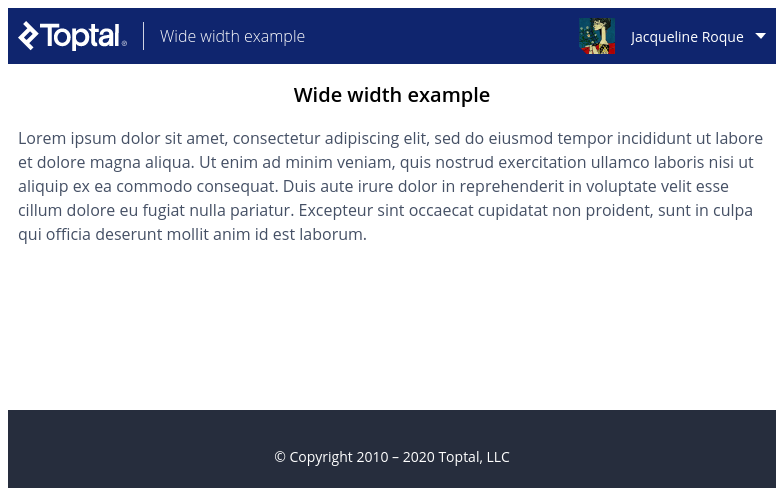 Toptal® Wide width example Jacqueline Roque
Wide width example
Lorem ipsum dolor sit amet, consectetur adipiscing elit, sed do eiusmod tempor incididunt ut labore
et dolore magna aliqua. Ut enim ad minim veniam, quis nostrud exercitation ullamco laboris nisi ut
aliquip ex ea commodo consequat. Duis aute irure dolor in reprehenderit in voluptate velit esse
cillum dolore eu fugiat nulla pariatur. Excepteur sint occaecat cupidatat non proident, sunt in culpa
qui officia deserunt mollit anim id est laborum.
© Copyright 2010 – 2020 Toptal, LLC